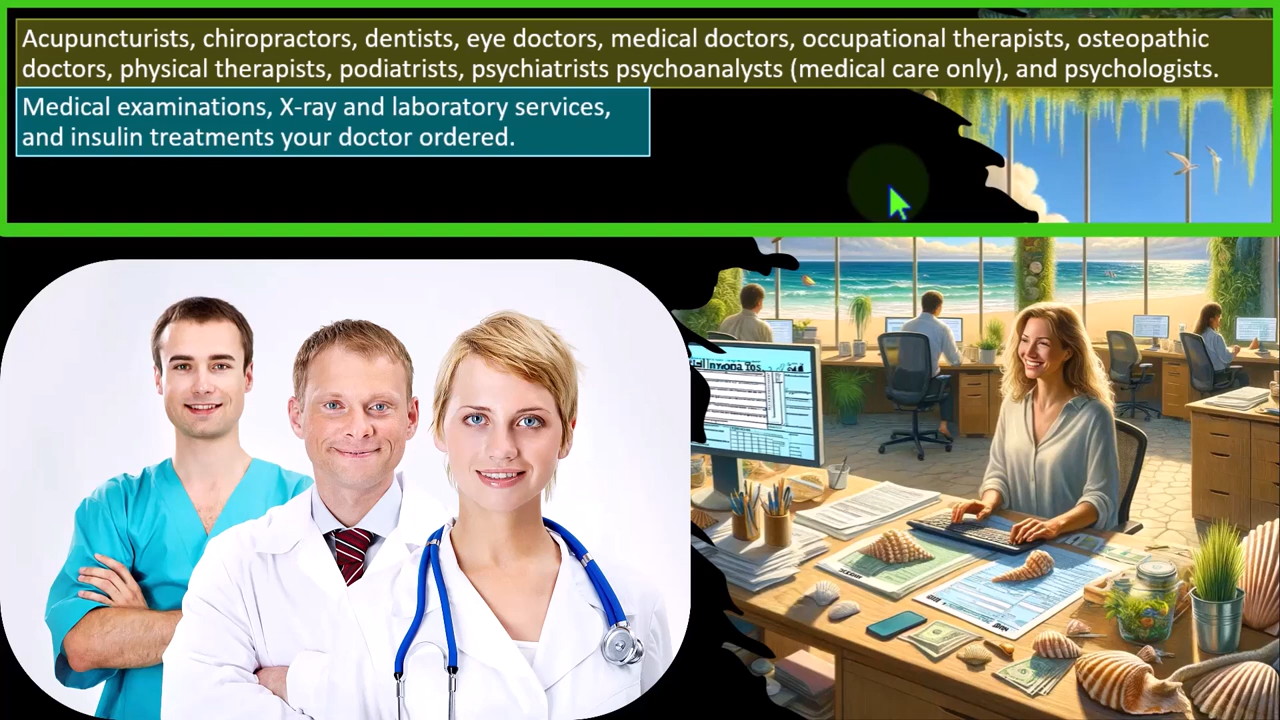 Acupuncturists, chiropractors, dentists, eye doctors, medical doctors, occupational therapists, osteopathic
doctors, physical therapists, podiatrists, psychiatrists psychoanalysts (medical care only), and psychologists.
Medical examinations, X-ray and laboratory services,
and insulin treatments your doctor ordered.